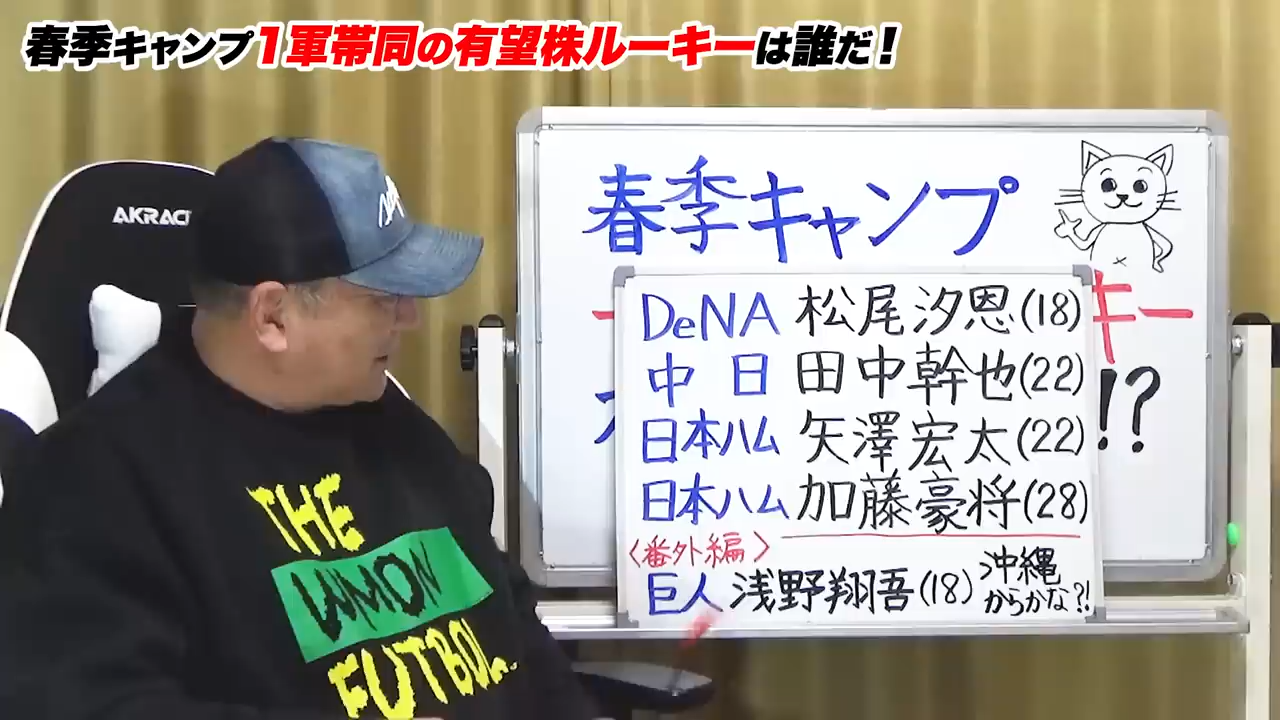 春季キャンプ1軍帯同の有望株ルーキーは誰だ!
AKRACI
春季キャンプ
キー
!?
DeNA 松尾汐恩(18)
中日 田中幹也(22)
日本ハム 矢澤宏太(22)
日本ハム 加藤豪将(28)
〈番外編〉
巨人 浅野翔吾(18) 沖縄からかな?!
THE
FUTBOL